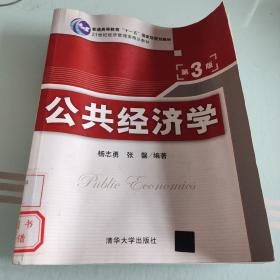 普通高等教育“十一五”国家级规划教材
21世纪经济管理类精品教材
第3版
公共经济学
杨志勇 张馨/编著
Public Economics
清华大学出版社
书